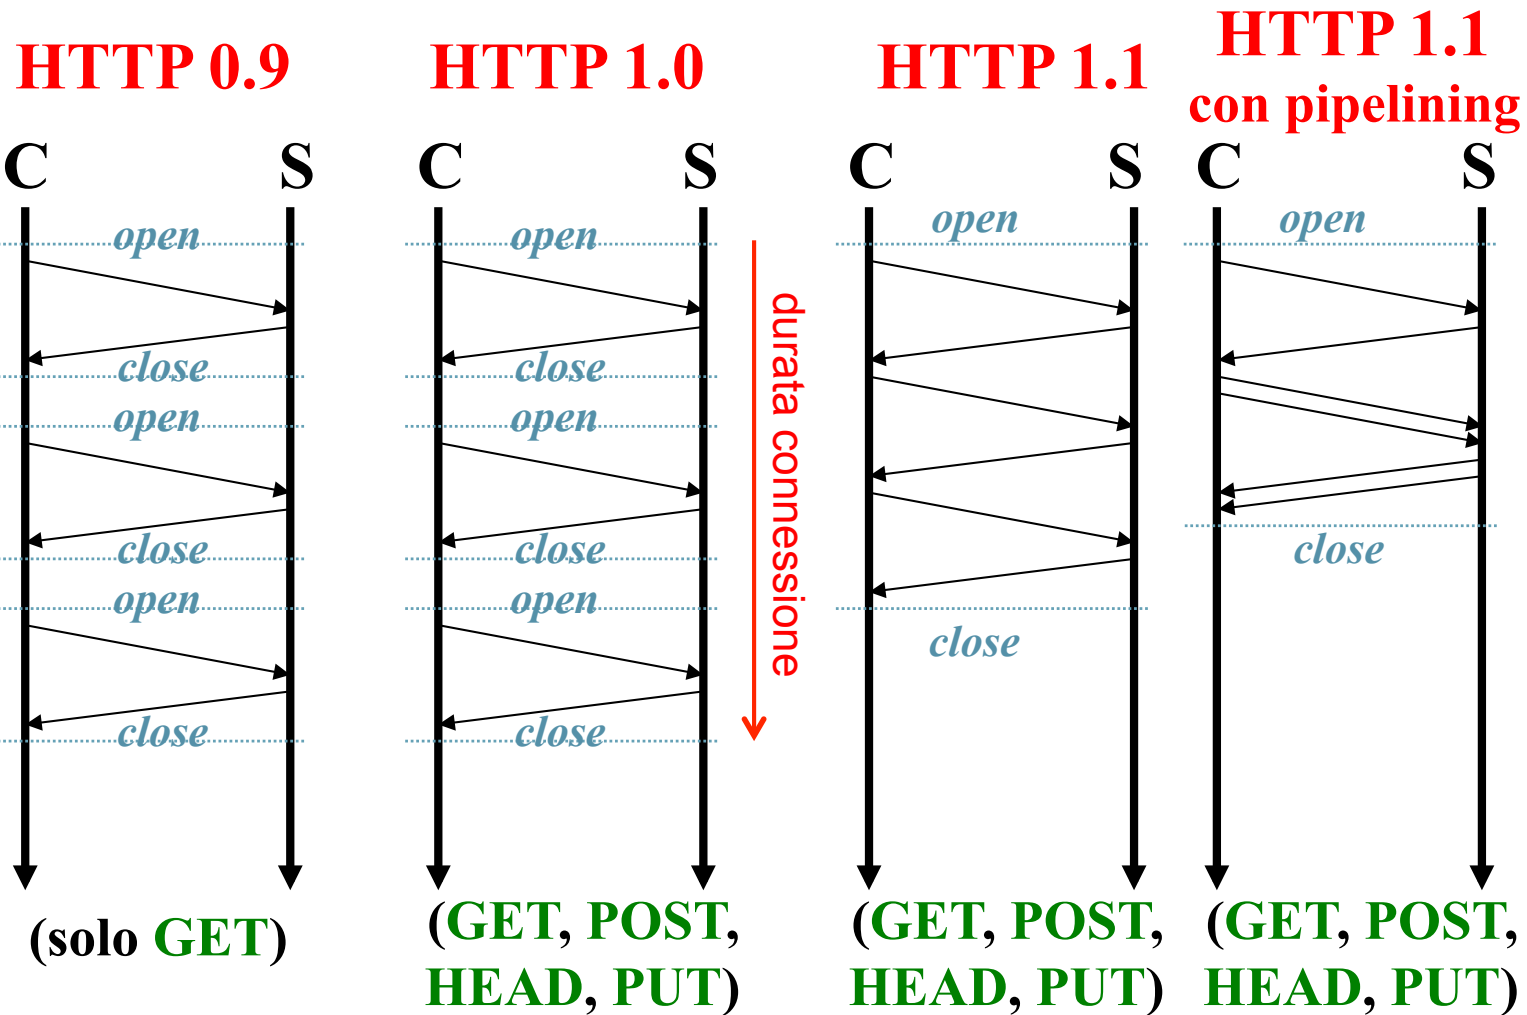 HTTP 0.9
C
S
open
close
open
close
open
close
(solo GET)
HTTP 1.0
C
S
open
close
open
close
open
close
durata connessione
(GET, POST,
HEAD, PUT)
HTTP 1.1
C
S
open
close
(GET, POST,
HEAD, PUT)
HTTP 1.1
con pipelining
C
S
open
close
(GET, POST,
HEAD, PUT)